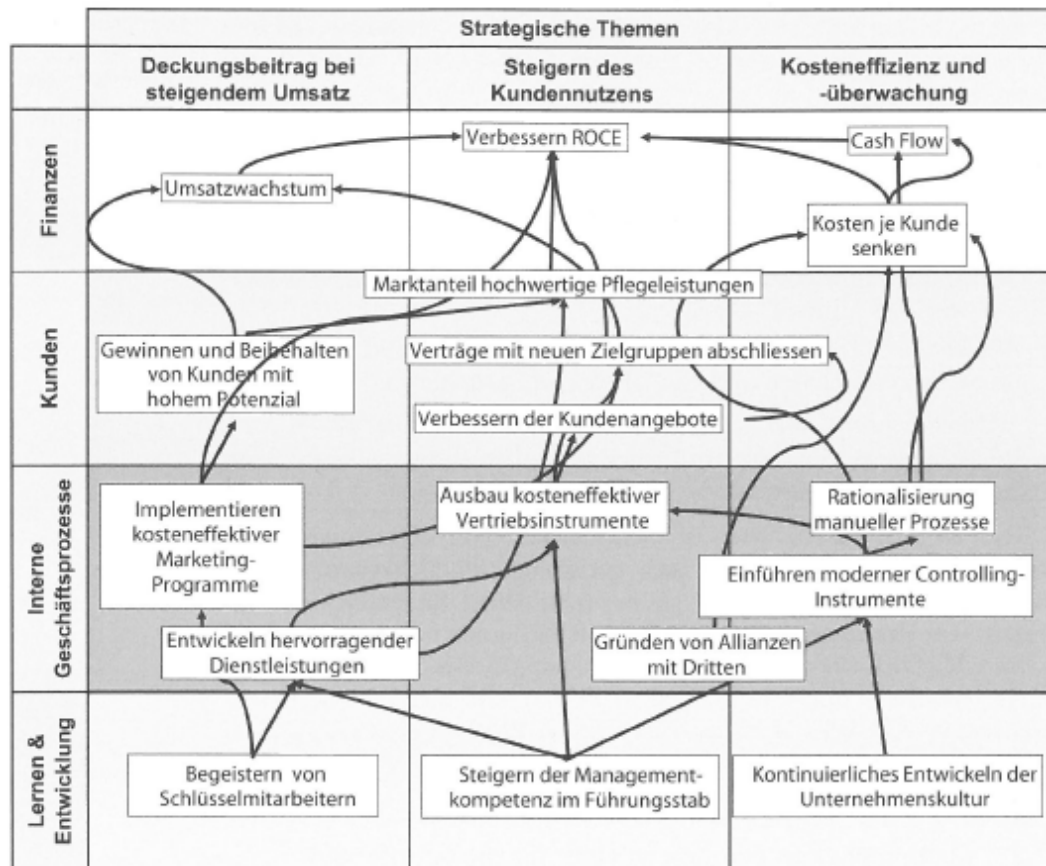 Strategische Themen
Deckungsbeitrag bei
steigendem Umsatz
Steigern des
Kundennutzens
Kosteneffizienz und
-überwachung
Finanzen
Verbessern ROCE
Cash Flow
Umsatzwachstum
Kosten je Kunde
senken
Kunden
Marktanteil hochwertige Pflegeleistungen
Gewinnen und Beibehalten
von Kunden mit
hohem Potenzial
Verträge mit neuen Zielgruppen abschliessen
Verbessern der Kundenangebote
Interne
Geschäftsprozesse
Implementieren
kosteneffektiver
Marketing-
Programme
Ausbau kosteneffektiver
Vertriebsinstrumente
Rationalisierung
manueller Prozesse
Einführen moderner Controlling-
Instrumente
Entwickeln hervorragender
Dienstleistungen
Gründen von Allianzen
mit Dritten
Lernen &
Entwicklung
Begeistern von
Schlüsselmitarbeitern
Steigern der Management-
kompetenz im Führungsstab
Kontinuierliches Entwickeln der
Unternehmenskultur